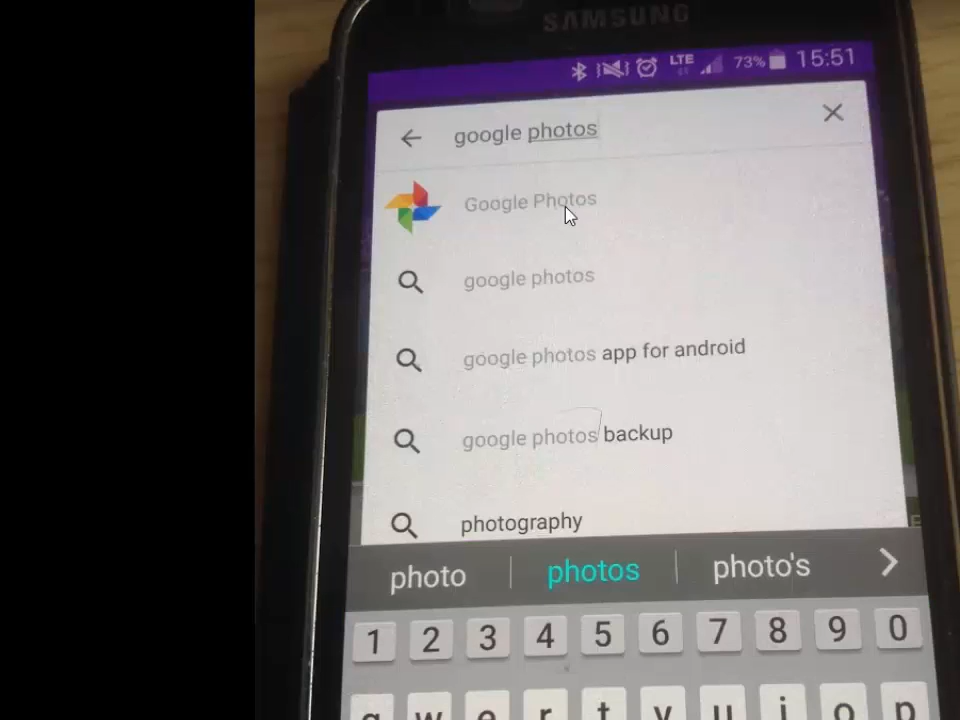 SAMSUNG
LTE 73% 15:51
google photos
Google Photos
google photos
google photos app for android
google photos backup
photography
photo photos photo's
1 2 3 4 5 6 7 8 9 0
q w e r t y u i o p